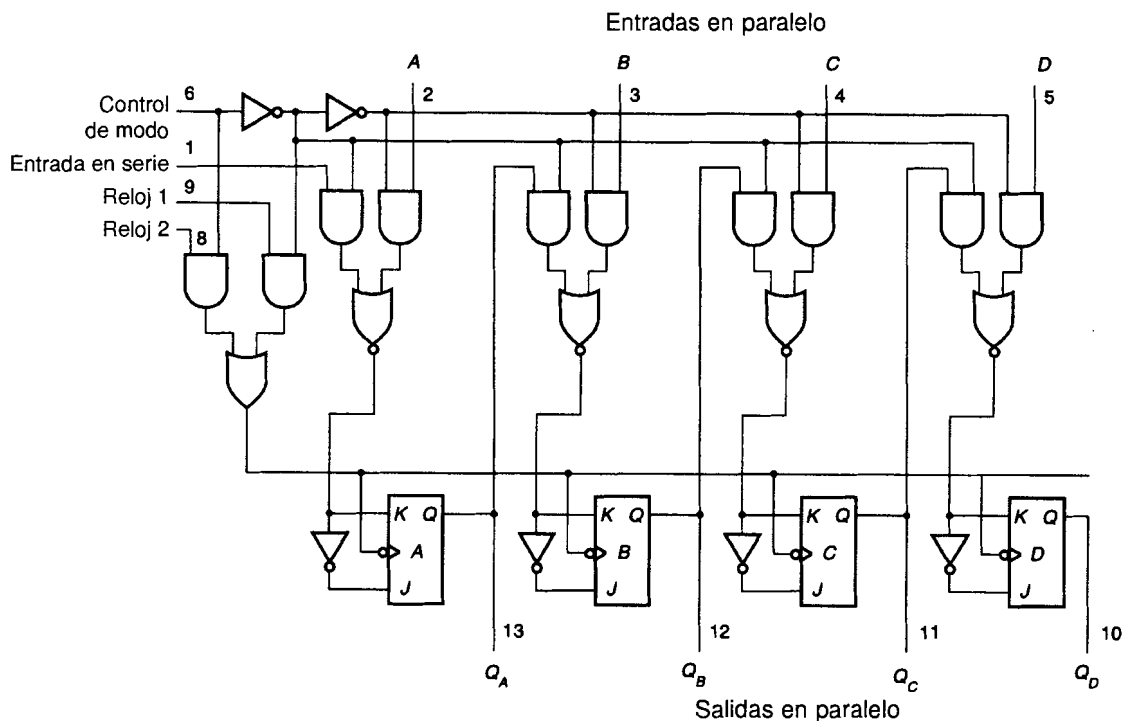 Entradas en paralelo
A B C D
6 2 3 4 5
Control
de modo
1
Entrada en serie
9
Reloj 1
Reloj 2
8
K Q K Q K Q K Q
A B C D
J J J J
13 12 11 10
Q_A Q_B Q_C Q_D
Salidas en paralelo